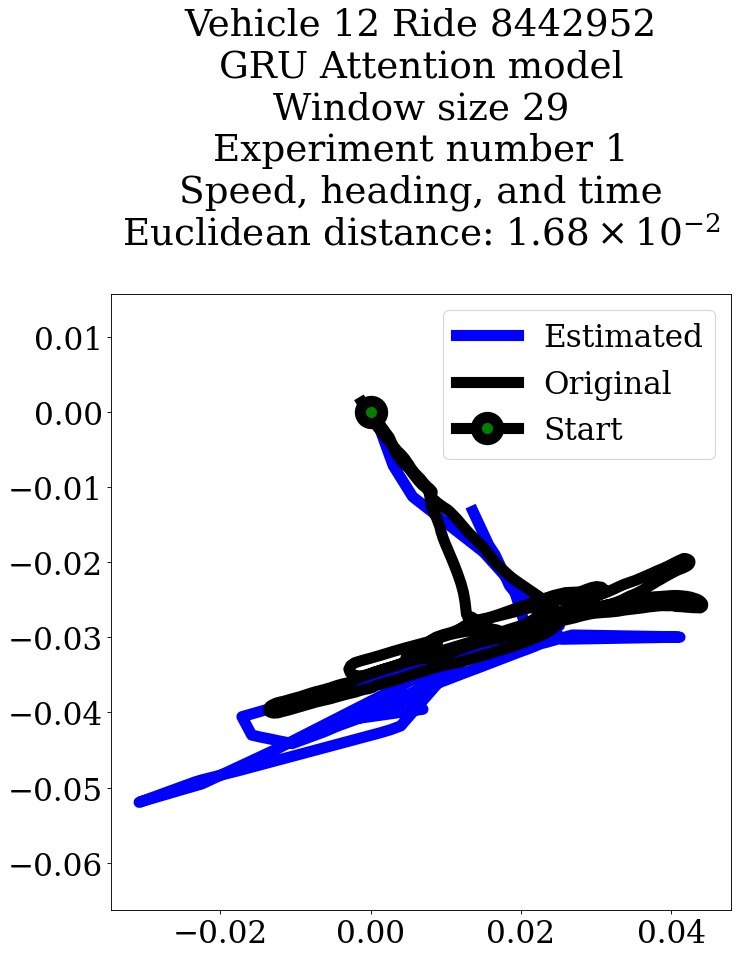 Vehicle 12 Ride 8442952
GRU Attention model
Window size 29
Experiment number 1
Speed, heading, and time
Euclidean distance: 1.68 × 10⁻²
Estimated
Original
Start
0.01
0.00
−0.01
−0.02
−0.03
−0.04
−0.05
−0.06
−0.02 0.00 0.02 0.04